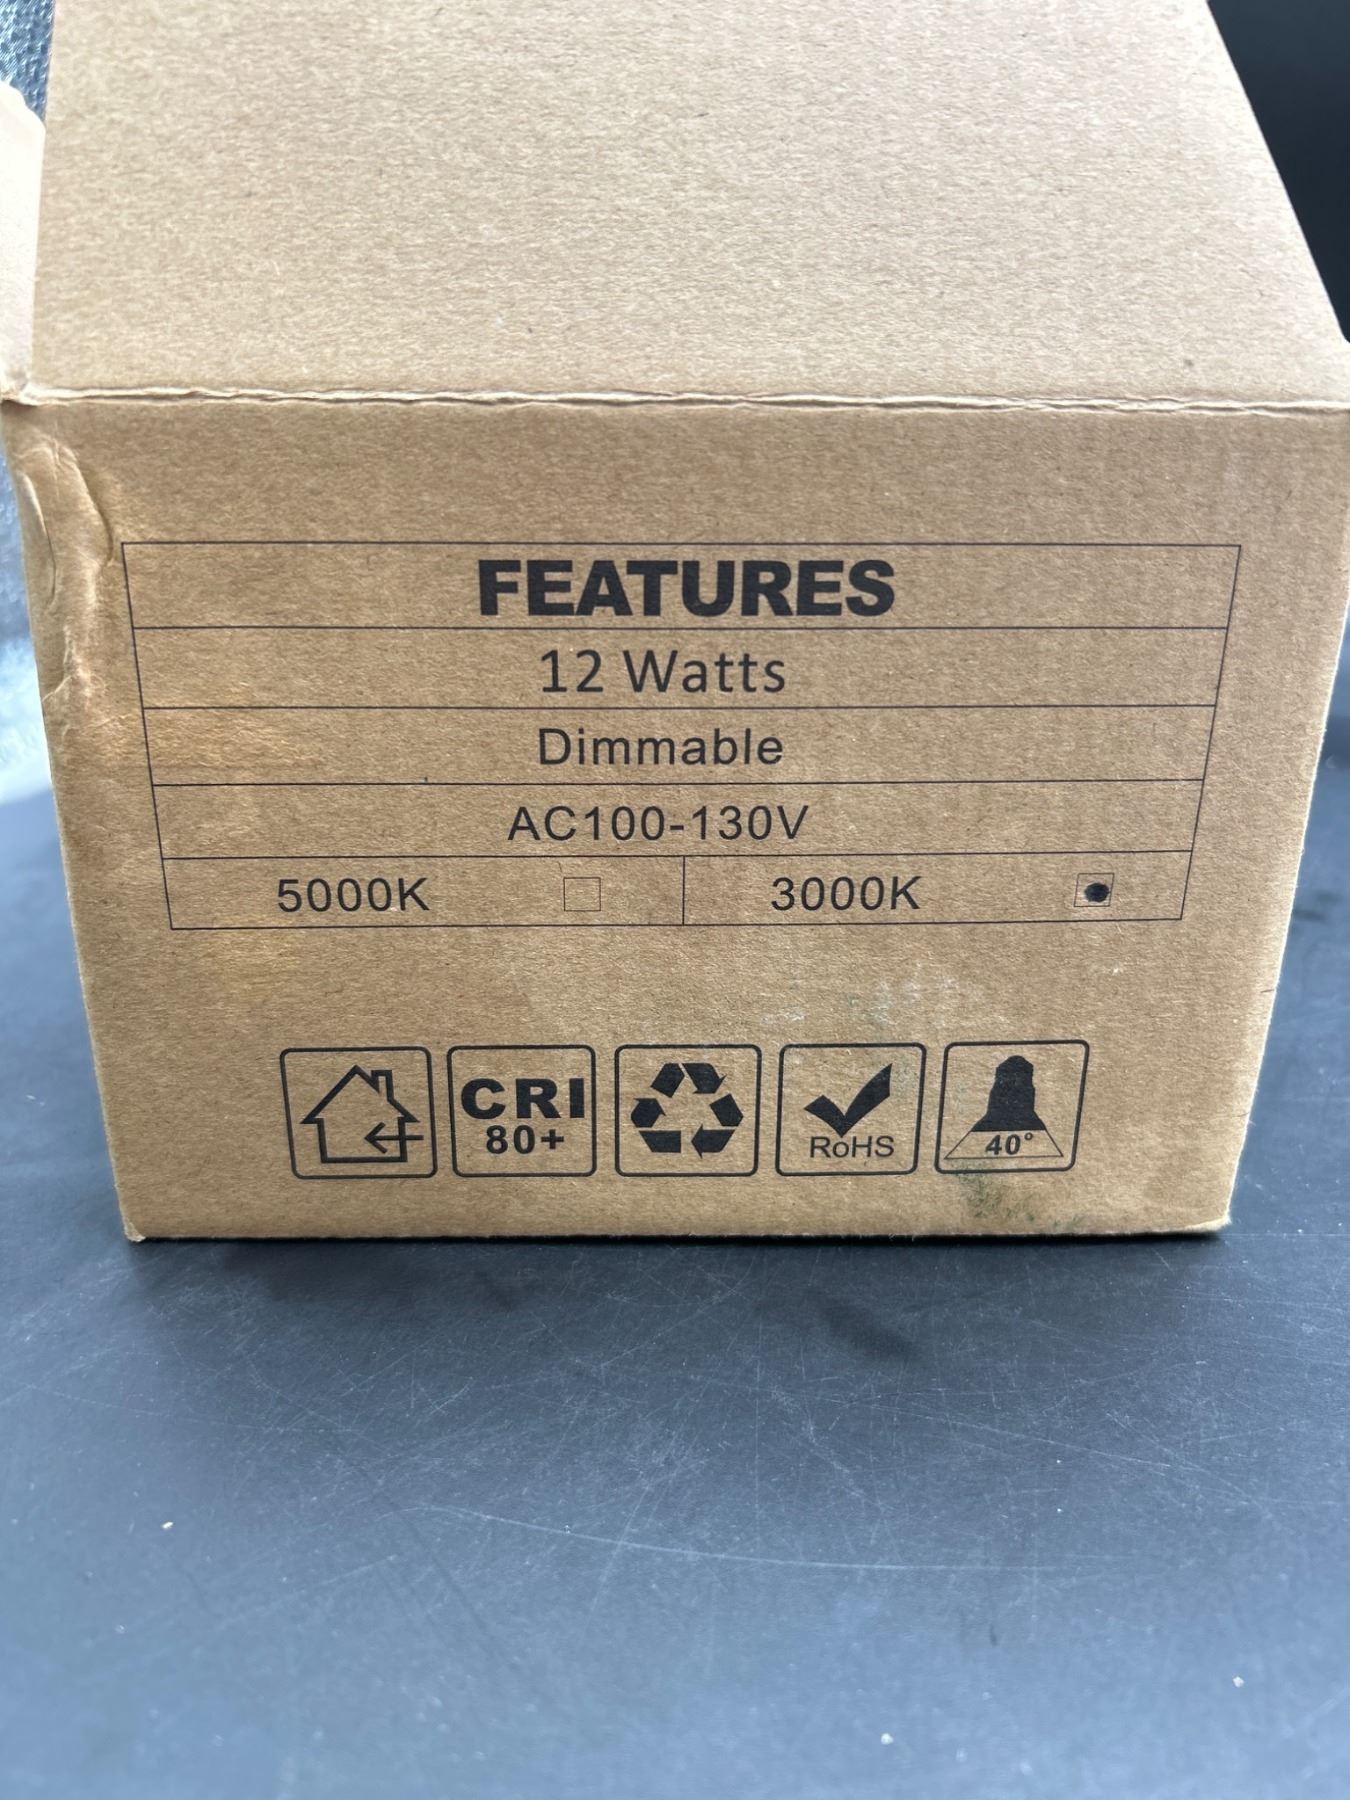 FEATURES
12 Watts
Dimmable
AC100-130V
5000K 3000K
CRI
80+
RoHS
40°